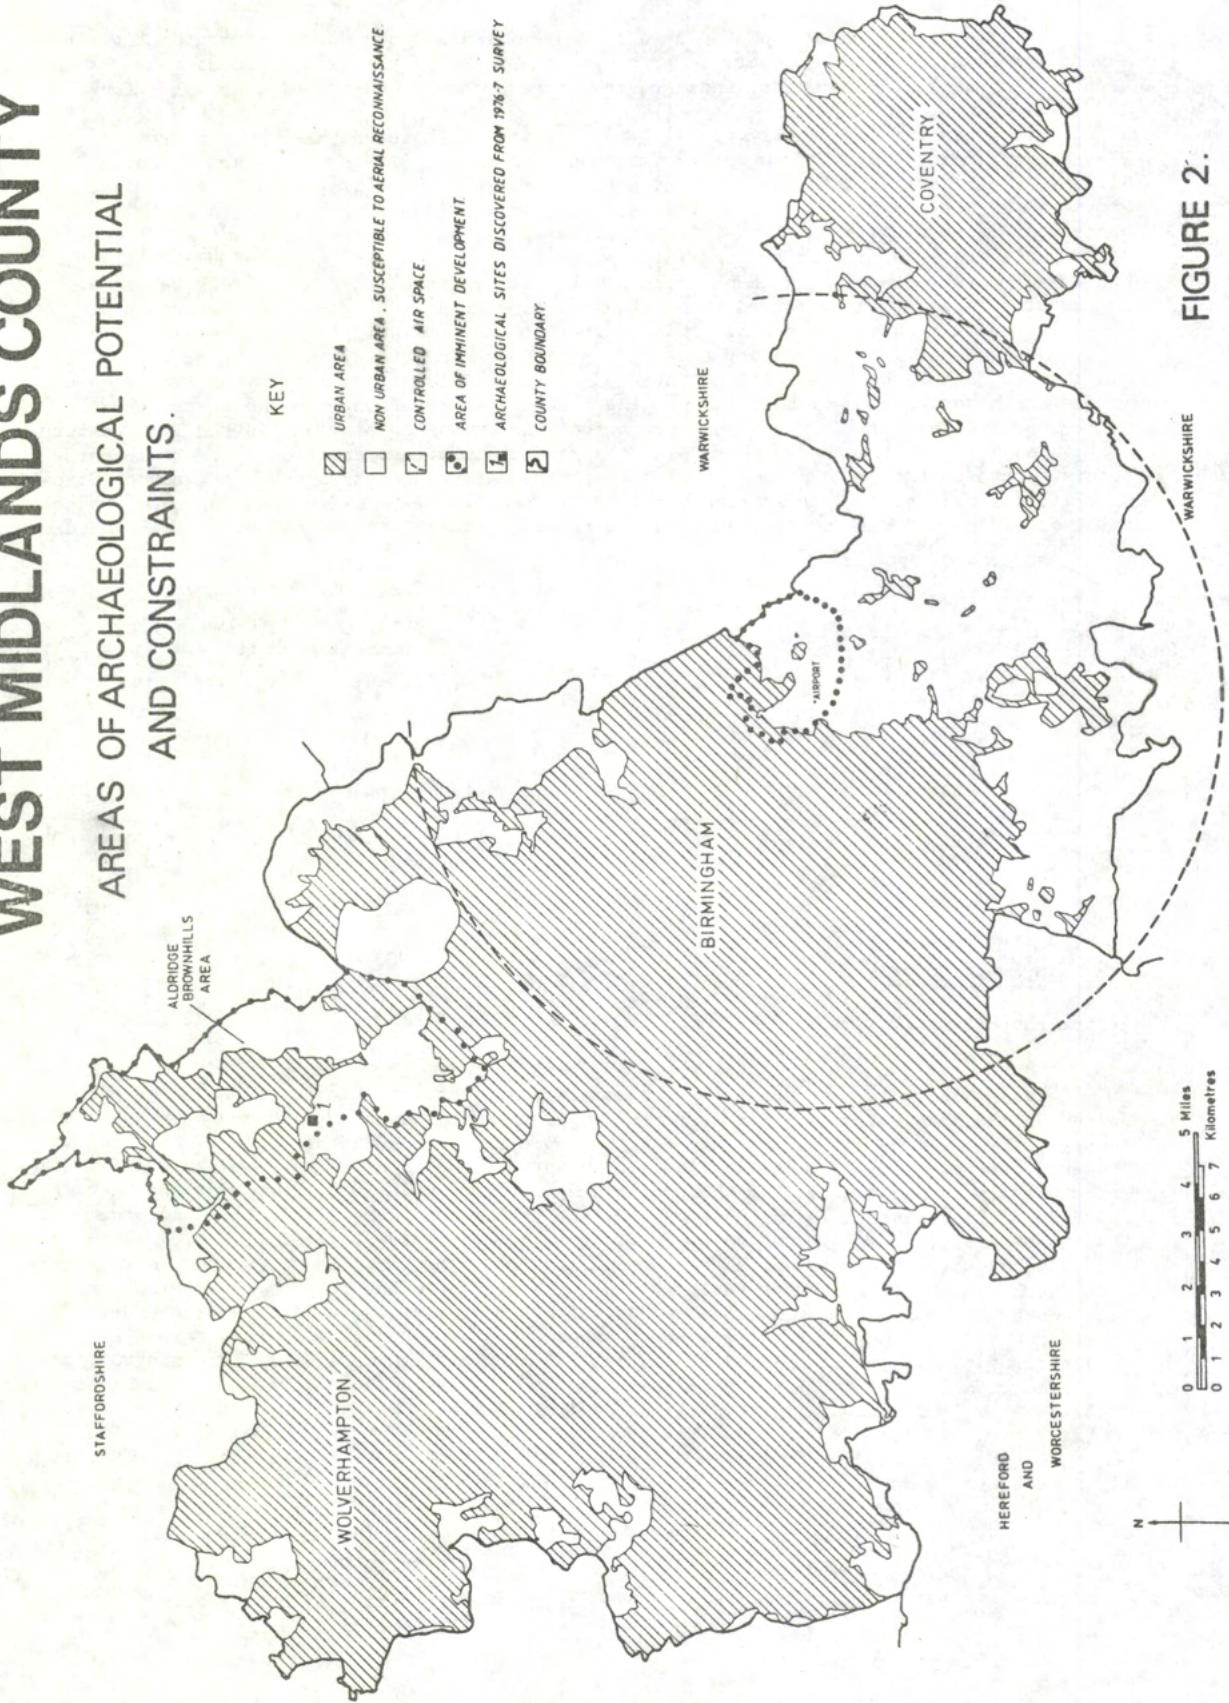 WEST MIDLANDS COUNTY
AREAS OF ARCHAEOLOGICAL POTENTIAL
AND CONSTRAINTS.
KEY
URBAN AREA
NON URBAN AREA, SUSCEPTIBLE TO AERIAL RECONNAISSANCE.
CONTROLLED AIR SPACE.
AREA OF IMMINENT DEVELOPMENT.
1 ARCHAEOLOGICAL SITES DISCOVERED FROM 1976-7 SURVEY
COUNTY BOUNDARY.
STAFFORDSHIRE
ALDRIDGE
BROWNHILLS
AREA
1
WOLVERHAMPTON
BIRMINGHAM
"AIRPORT"
WARWICKSHIRE
COVENTRY
WARWICKSHIRE
HEREFORD
AND
WORCESTERSHIRE
N
0 1 2 3 4 5 Miles
0 1 2 3 4 5 6 7 Kilometres
FIGURE 2.